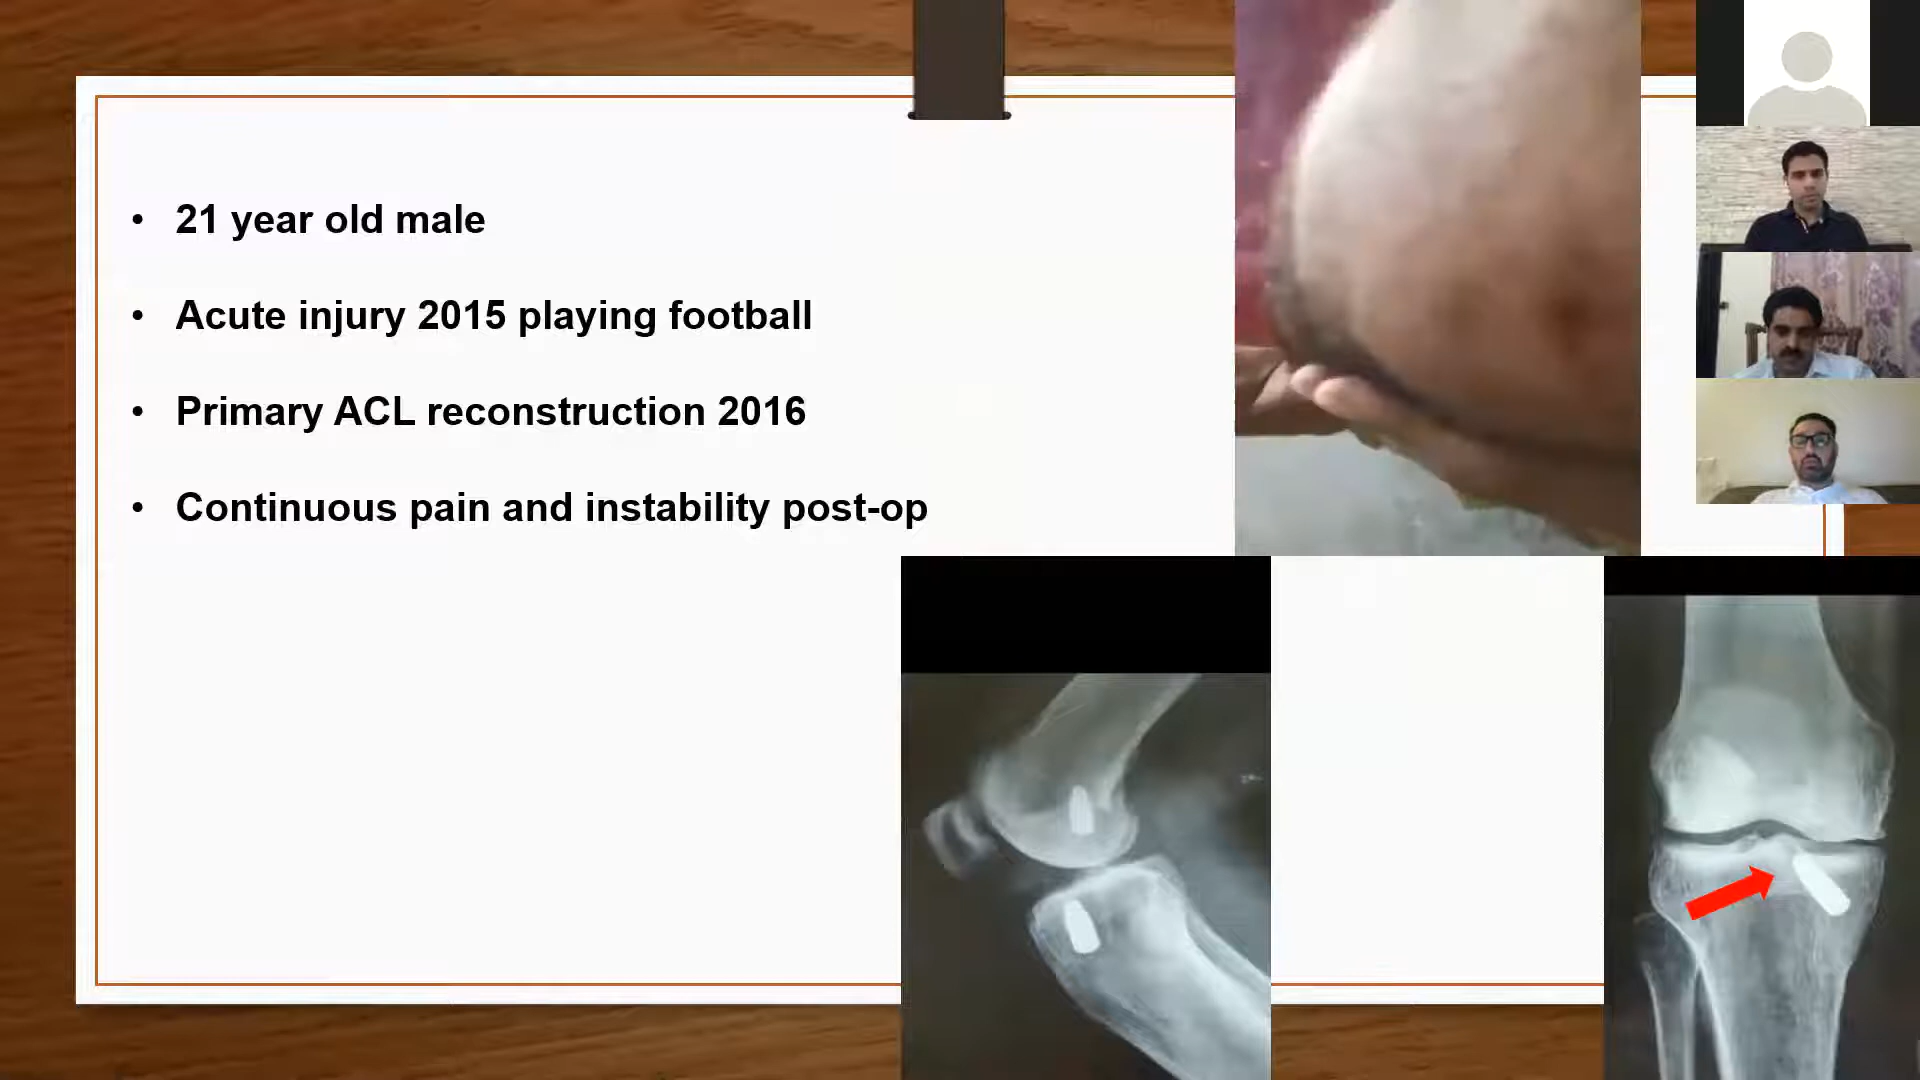 • 21 year old male
• Acute injury 2015 playing football
• Primary ACL reconstruction 2016
• Continuous pain and instability post-op